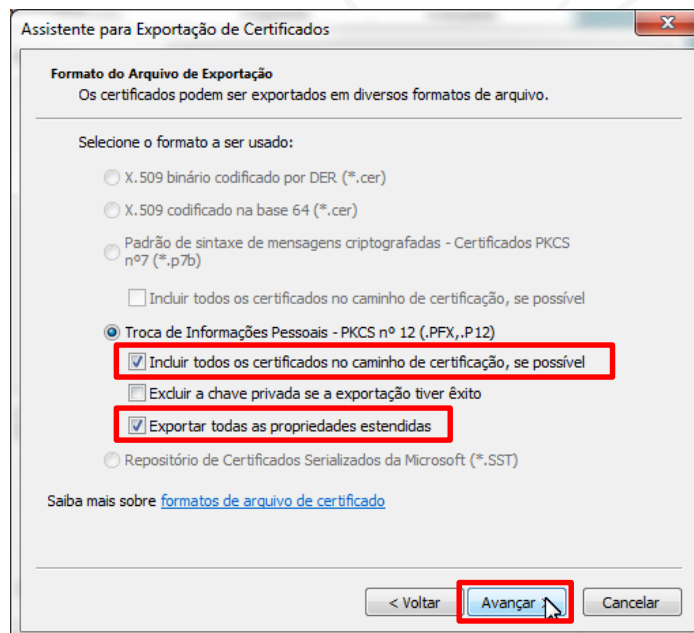 Assistente para Exportação de Certificados
Formato do Arquivo de Exportação
Os certificados podem ser exportados em diversos formatos de arquivo.
Selecione o formato a ser usado:
X.509 binário codificado por DER (*.cer)
X.509 codificado na base 64 (*.cer)
Padrão de sintaxe de mensagens criptografadas - Certificados PKCS
nº7 (*.p7b)
Incluir todos os certificados no caminho de certificação, se possível
Troca de Informações Pessoais - PKCS nº 12 (.PFX,.P12)
Incluir todos os certificados no caminho de certificação, se possível
Excluir a chave privada se a exportação tiver êxito
Exportar todas as propriedades estendidas
Repositório de Certificados Serializados da Microsoft (*.SST)
Saiba mais sobre formatos de arquivo de certificado
< Voltar Avançar > Cancelar